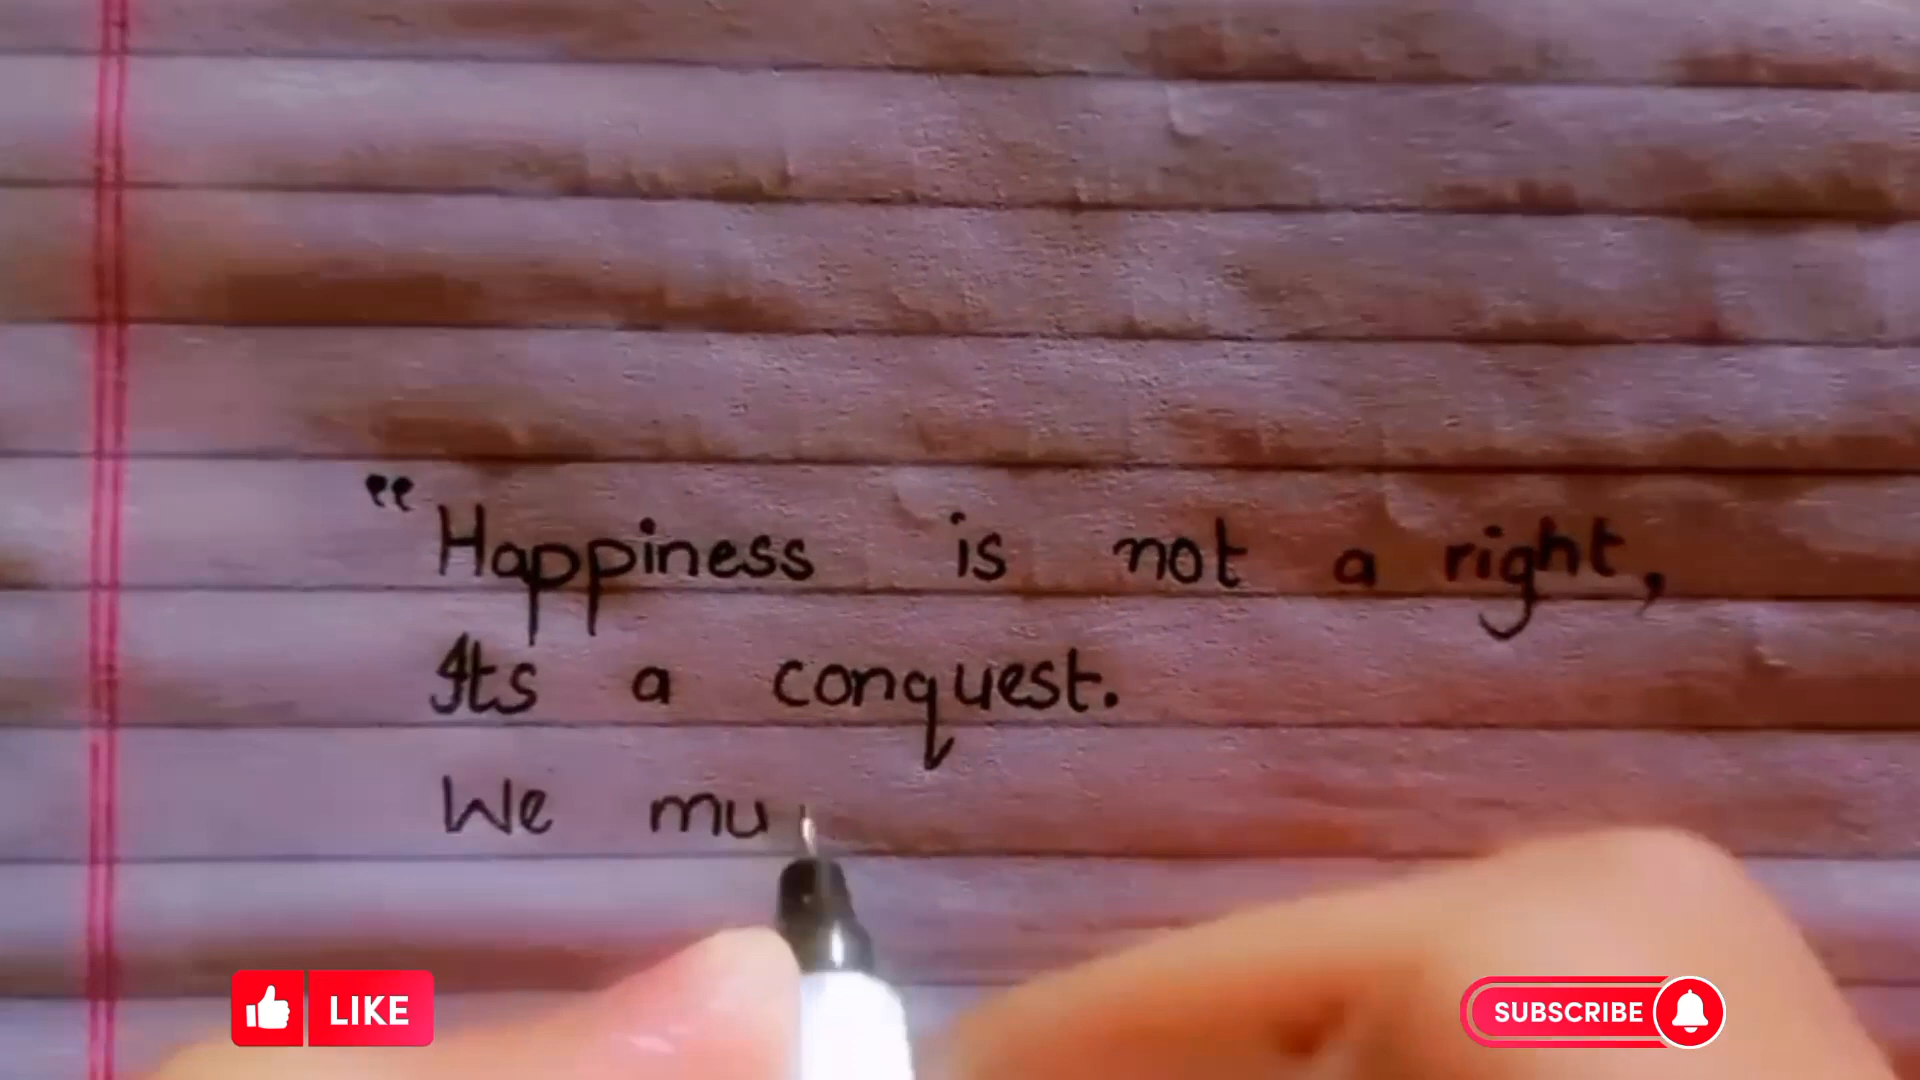 “Happiness is not a right,
Its a conquest.
We mu
LIKE
SUBSCRIBE